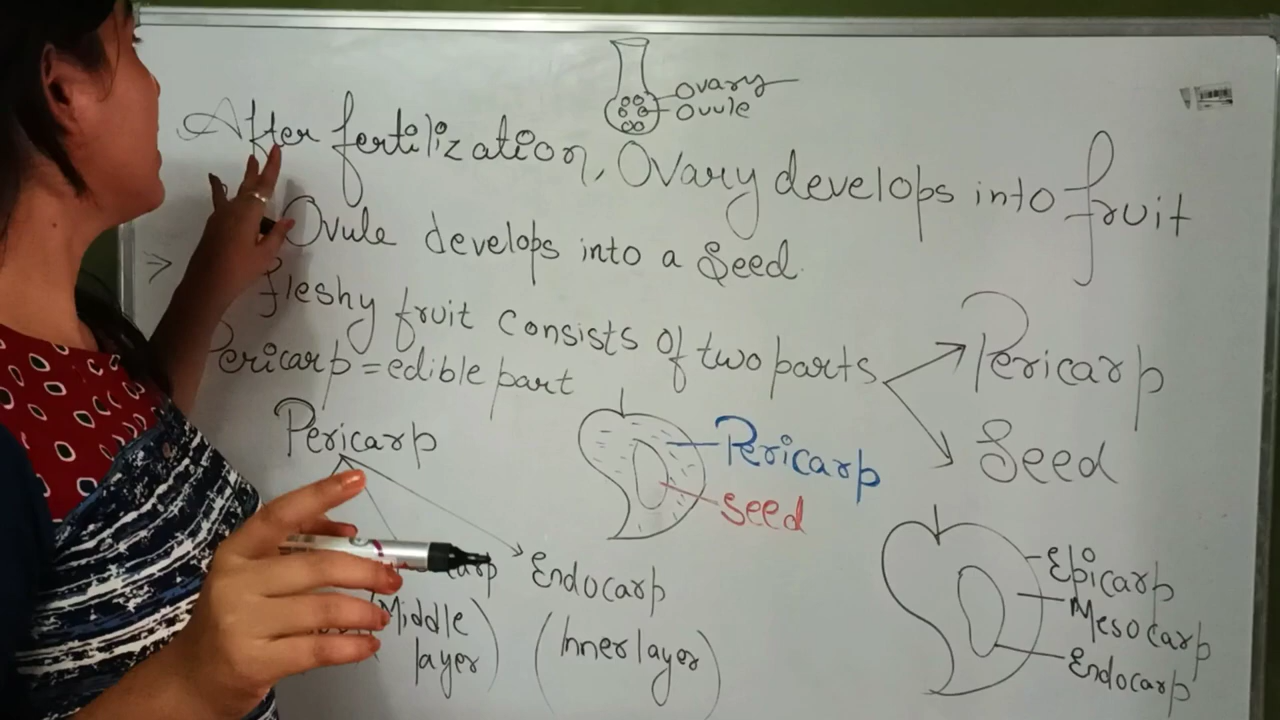 Ovary
Ovule
After fertilization, Ovary develops into fruit
Ovule develops into a Seed.
fleshy fruit consists of two parts
Pericarp
Seed
Pericarp = edible part
Pericarp
Pericarp
Seed
Endocarp
(Middle layer)
(Inner layer)
Epicarp
Mesocarp
Endocarp